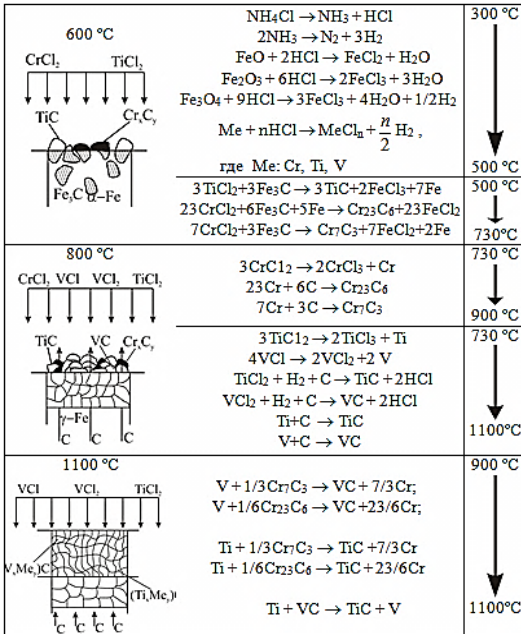 600 °C
CrCl₂ TiCl₂
TiC CrₓCᵧ
Fe₃C α–Fe
NH4Cl → NH₃ + HCl
2NH₃ → N₂ + 3H₂
FeO + 2HCl → FeCl₂ + H₂O
Fe₂O₃ + 6HCl → 2FeCl₃ + 3H₂O
Fe₃O₄ + 9HCl → 3FeCl₃ + 4H₂O + 1/2H₂
Me + nHCl → MeClₙ + n/2 H₂ ,
где Me: Cr, Ti, V
300 °C
500 °C
3TiCl₂+3Fe₃C → 3TiC+2FeCl₃+7Fe
23CrCl₂+6Fe₃C+5Fe → Cr₂₃C₆+23FeCl₂
7CrCl₂+3Fe₃C → Cr₇C₃+7FeCl₂+2Fe
500 °C
730°C
800 °C
CrCl₂ VCl VCl₂ TiCl₂
TiC VC CrₓCᵧ
γ–Fe
C C C
3CrC12 → 2CrCl₃ + Cr
23Cr + 6C → Cr₂₃C₆
7Cr + 3C → Cr₇C₃
730 °C
900 °C
3TiC12 → 2TiCl₃ + Ti
4VCl → 2VCl₂+2 V
TiCl₂ + H₂ + C → TiC + 2HCl
VCl₂ + H₂ + C → VC + 2HCl
Ti+C → TiC
V+C → VC
730 °C
1100°C
1100 °C
VCl VCl₂ TiCl₂
VₓMeᵧ)C
(TiₓMeᵧ)
C C C C
V + 1/3Cr₇C₃ → VC + 7/3Cr;
V +1/6Cr₂₃C₆ → VC +23/6Cr;
Ti + 1/3Cr₇C₃ → TiC +7/3Cr
Ti + 1/6Cr₂₃C₆ → TiC + 23/6Cr
Ti + VC → TiC + V
900 °C
1100°C